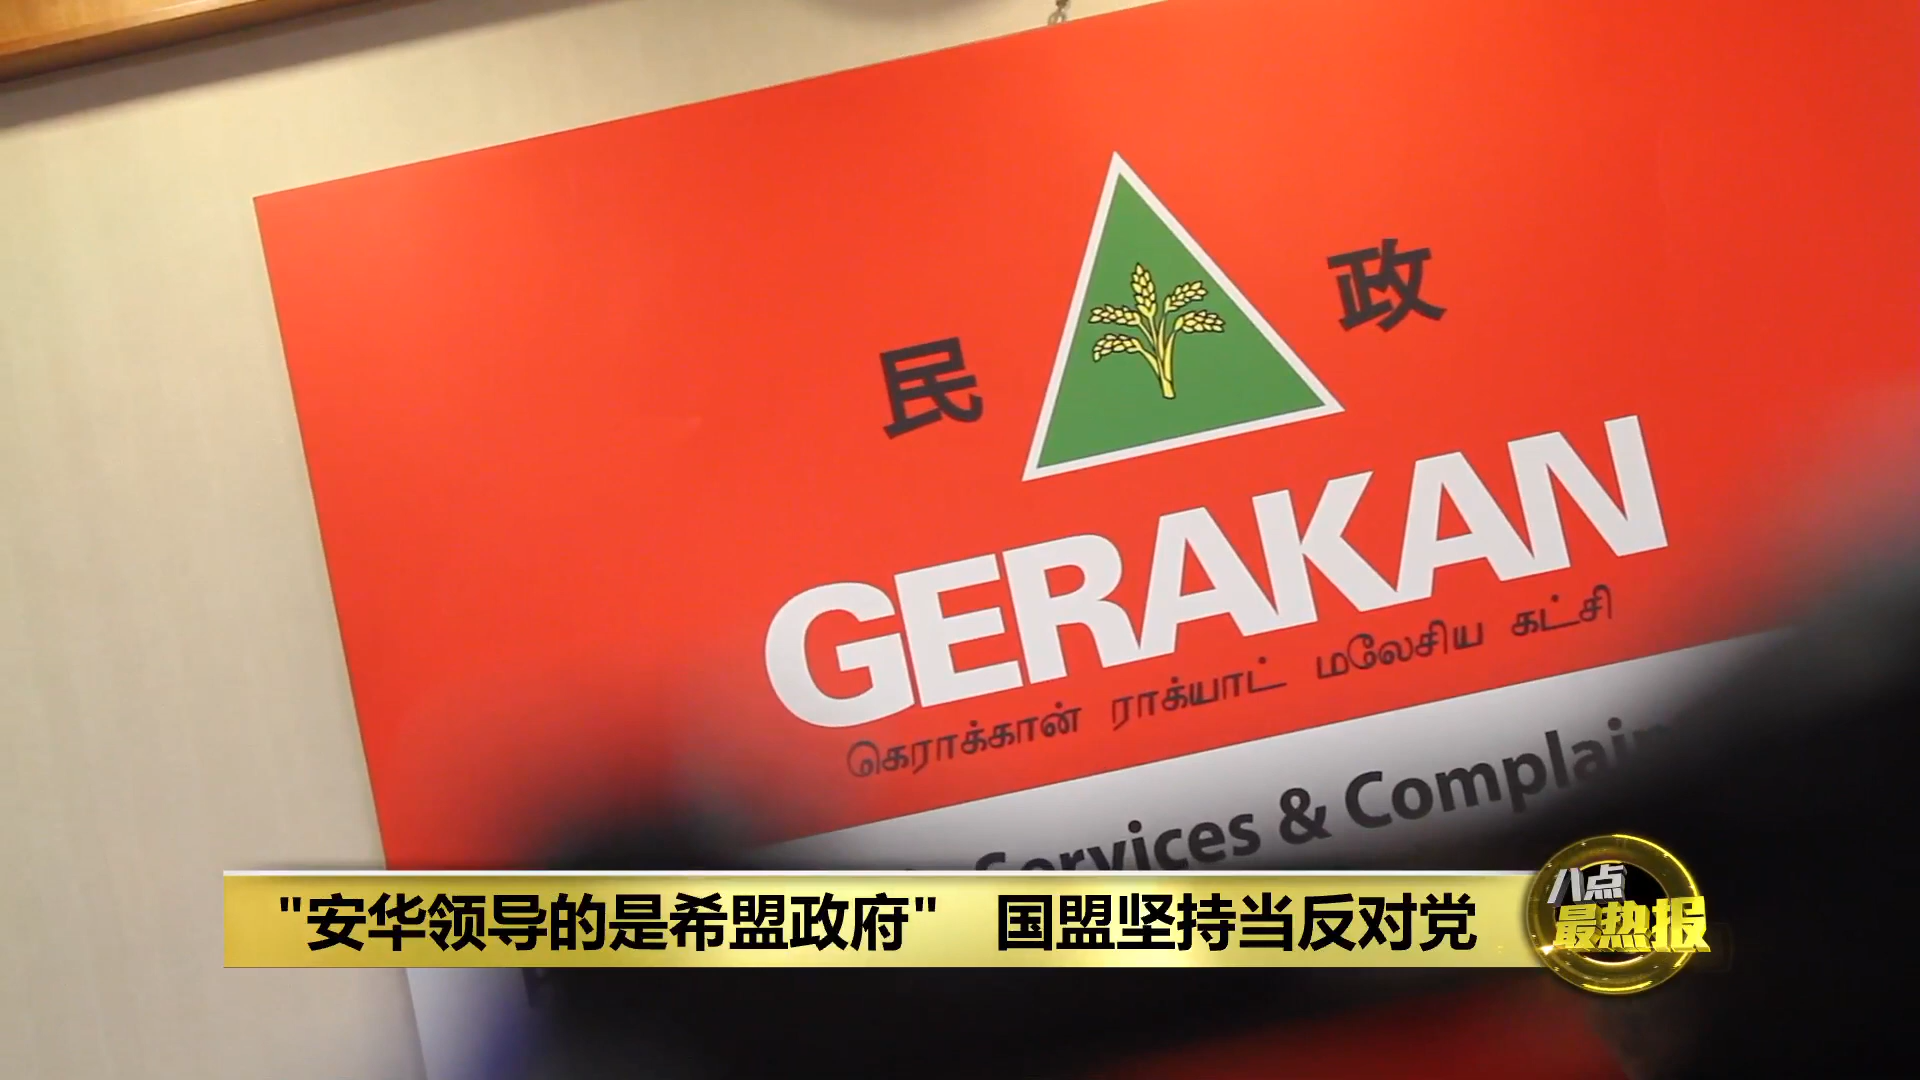 民 政
GERAKAN
கெராக்கான் ராக்யாட் மலேசிய கட்சி
Services & Complain
"安华领导的是希盟政府" 国盟坚持当反对党
八点
最热报